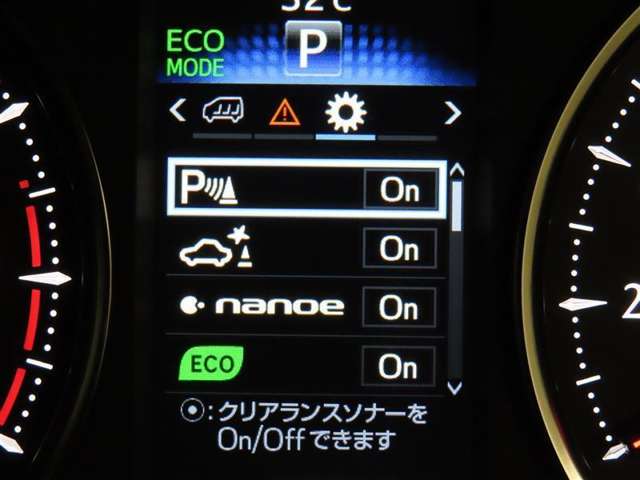 32℃
ECO
MODE
P
P On
On
nanoe On
ECO On
:クリアランスソナーを
On/Offできます
2